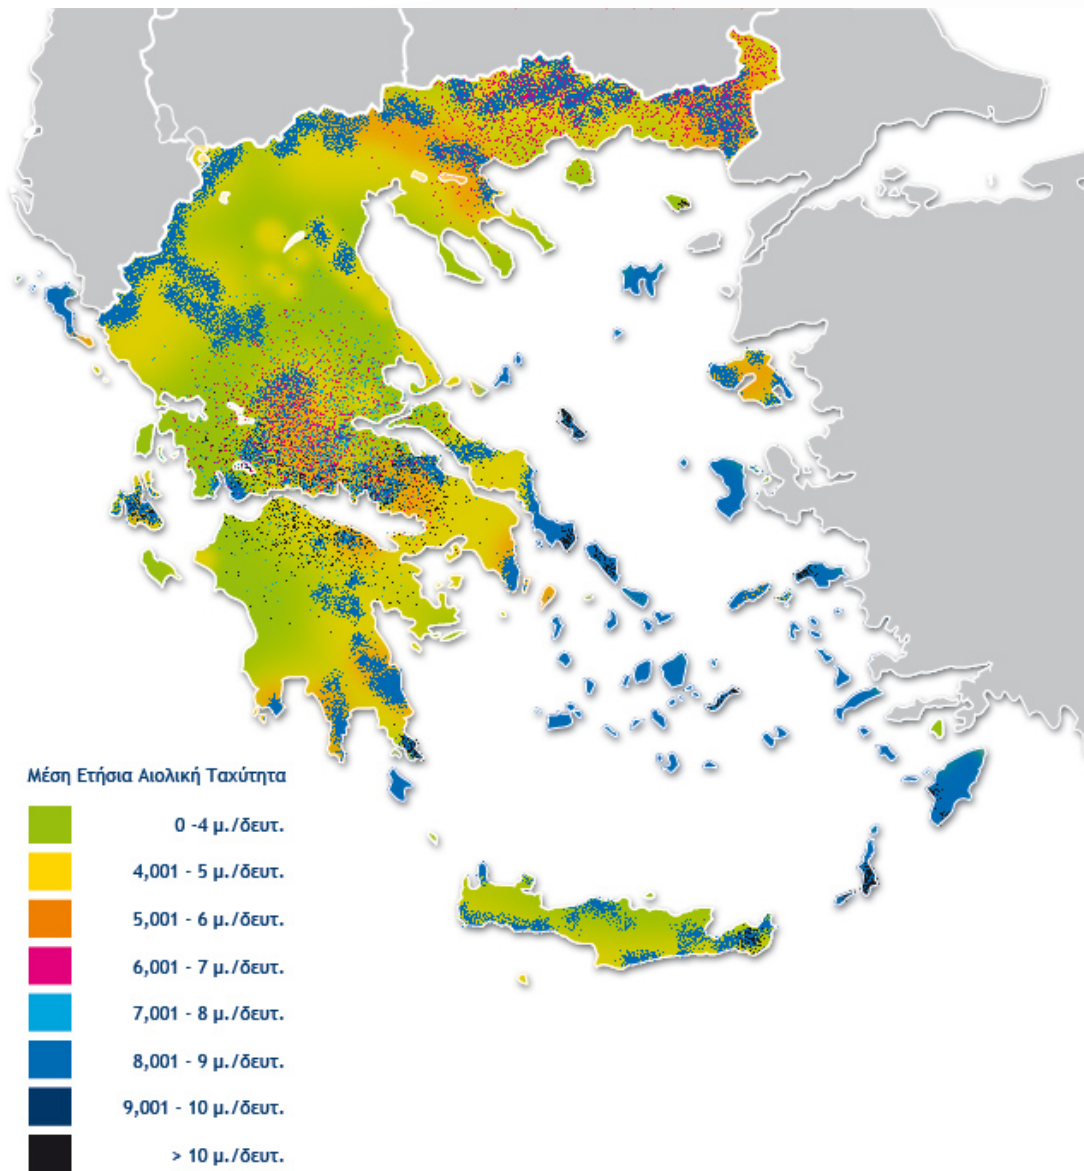 Μέση Ετήσια Αιολική Ταχύτητα
0 -4 μ./δευτ.
4,001 - 5 μ./δευτ.
5,001 - 6 μ./δευτ.
6,001 - 7 μ./δευτ.
7,001 - 8 μ./δευτ.
8,001 - 9 μ./δευτ.
9,001 - 10 μ./δευτ.
> 10 μ./δευτ.